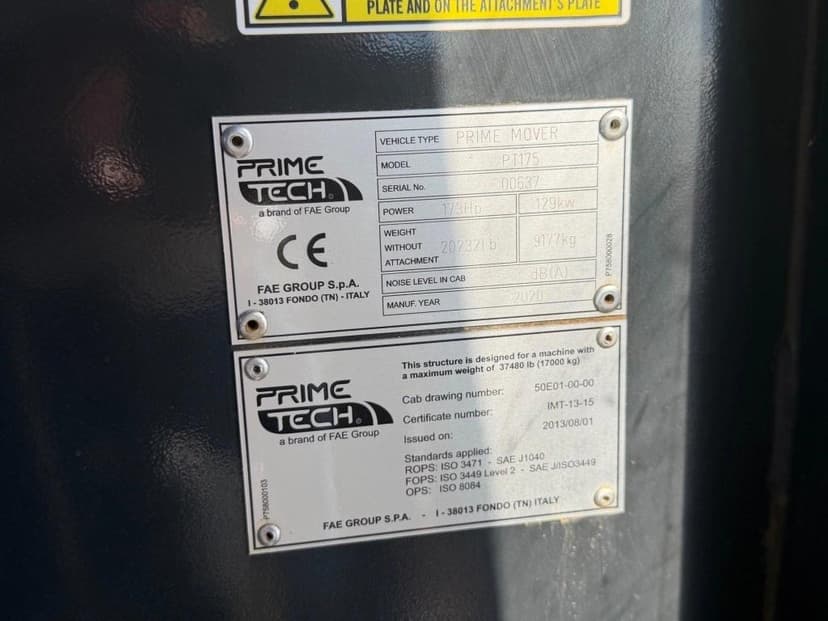 PLATE AND ON THE ATTACHMENT'S PLATE
PRIME TECH®
a brand of FAE Group
CE
FAE GROUP S.p.A.
I - 38013 FONDO (TN) - ITALY
VEHICLE TYPE PRIME MOVER
MODEL PT175
SERIAL No. 00637
POWER 173Hp 129kw
WEIGHT WITHOUT ATTACHMENT 20232Lb 9177kg
NOISE LEVEL IN CAB dB(A)
MANUF. YEAR 2020
P758000028
PRIME TECH®
a brand of FAE Group
This structure is designed for a machine with
a maximum weight of 37480 lb (17000 kg)
Cab drawing number: 50E01-00-00
Certificate number: IMT-13-15
Issued on: 2013/08/01
Standards applied:
ROPS: ISO 3471 - SAE J1040
FOPS: ISO 3449 Level 2 - SAE J/ISO3449
OPS: ISO 8084
P758000103
FAE GROUP S.P.A. - I - 38013 FONDO (TN) ITALY